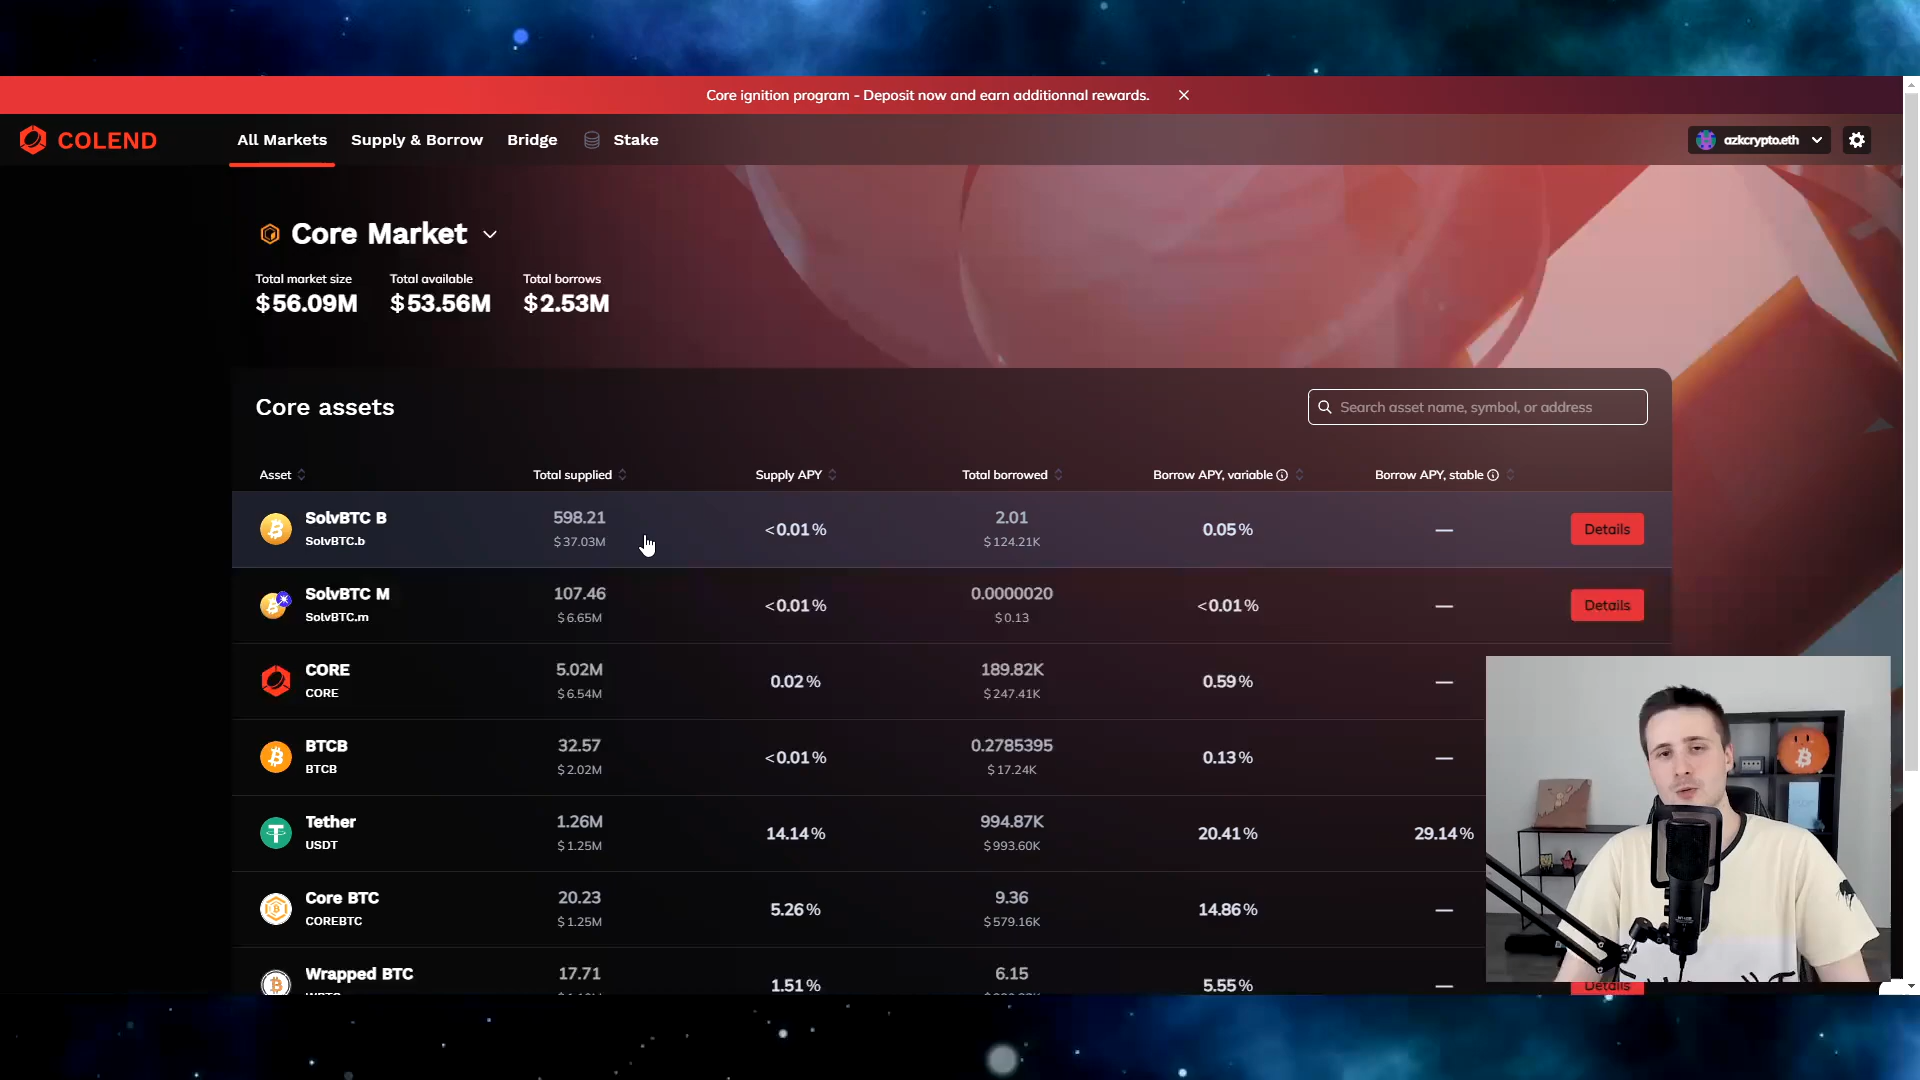 Core ignition program - Deposit now and earn additionnal rewards.
COLEND
All Markets
Supply & Borrow
Bridge
Stake
azkcrypto.eth
Core Market
Total market size
Total available
Total borrows
$56.09M
$53.56M
$2.53M
Core assets
Search asset name, symbol, or address
Asset
Total supplied
Supply APY
Total borrowed
Borrow APY, variable
Borrow APY, stable
SolvBTC B
SolvBTC.b
598.21
$37.03M
<0.01%
2.01
$124.21K
0.05%
—
Details
SolvBTC M
SolvBTC.m
107.46
$6.65M
<0.01%
0.0000020
$0.13
<0.01%
—
Details
CORE
CORE
5.02M
$6.54M
0.02%
189.82K
$247.41K
0.59%
—
BTCB
BTCB
32.57
$2.02M
<0.01%
0.2785395
$17.24K
0.13%
—
Tether
USDT
1.26M
$1.25M
14.14%
994.87K
$993.60K
20.41%
29.14%
Core BTC
COREBTC
20.23
$1.25M
5.26%
9.36
$579.16K
14.86%
—
Wrapped BTC
17.71
1.51%
6.15
5.55%
—
Details